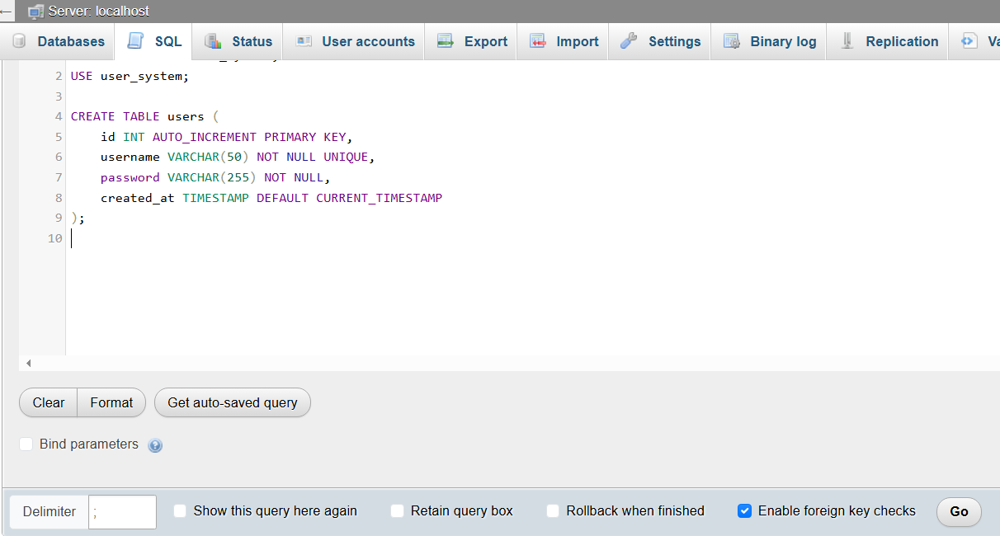 Server: localhost
Databases SQL Status User accounts Export Import Settings Binary log Replication
2 USE user_system;
3
4 CREATE TABLE users (
5 id INT AUTO_INCREMENT PRIMARY KEY,
6 username VARCHAR(50) NOT NULL UNIQUE,
7 password VARCHAR(255) NOT NULL,
8 created_at TIMESTAMP DEFAULT CURRENT_TIMESTAMP
9 );
10
Clear Format Get auto-saved query
Bind parameters
Delimiter ; Show this query here again Retain query box Rollback when finished Enable foreign key checks Go